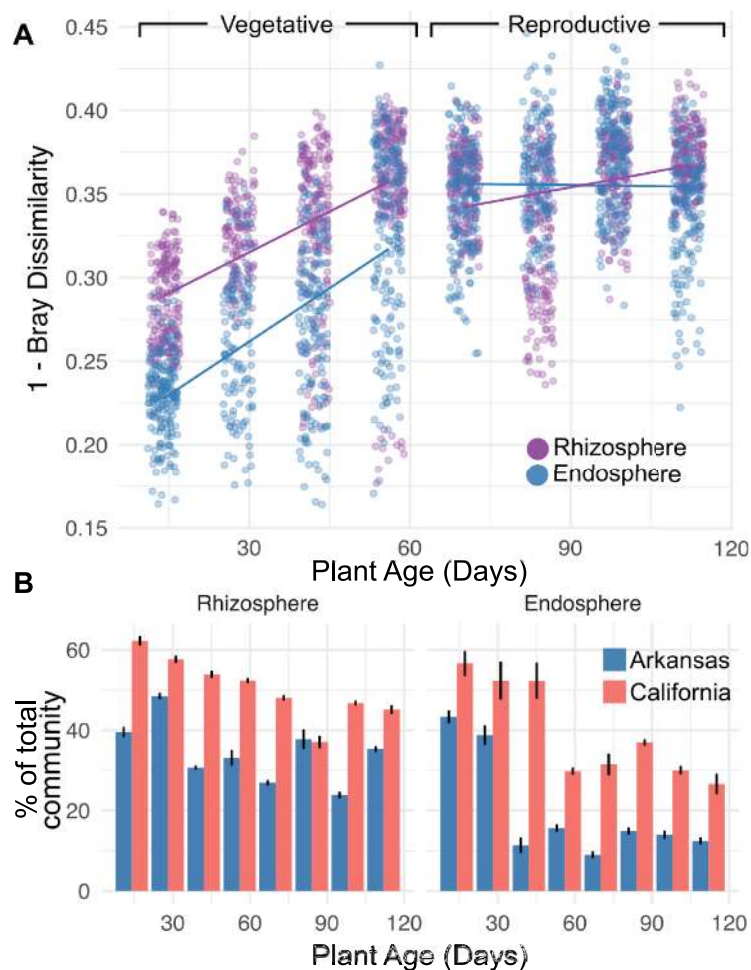 A
Vegetative
Reproductive
0.45
0.40
0.35
0.30
0.25
0.20
0.15
1 - Bray Dissimilarity
Rhizosphere
Endosphere
30
60
90
120
Plant Age (Days)
B
Rhizosphere
Endosphere
60
40
20
0
% of total
community
Arkansas
California
30
60
90
120
30
60
90
120
Plant Age (Days)